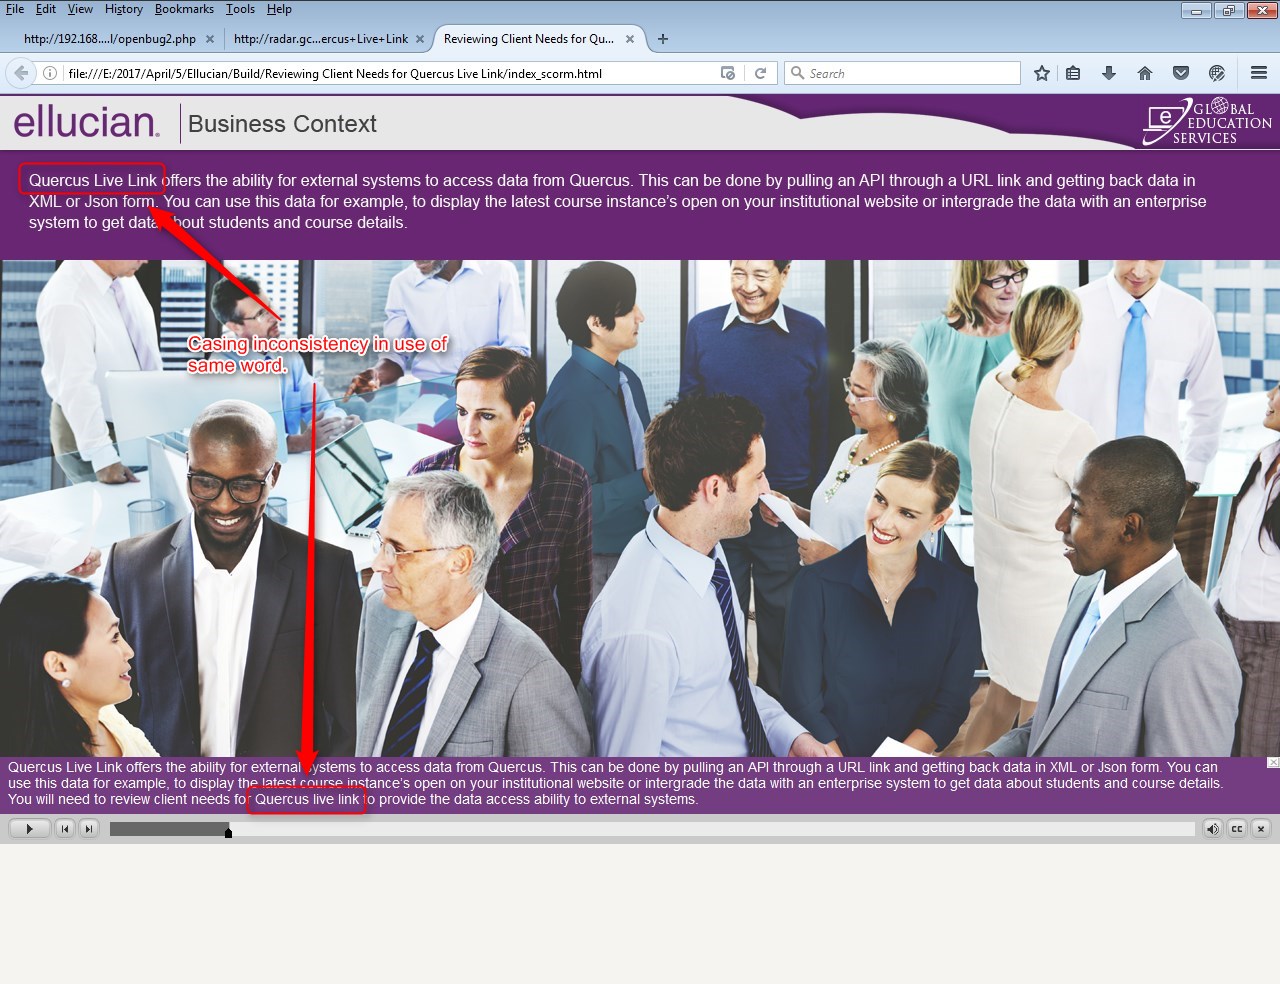 File Edit View History Bookmarks Tools Help
http://192.168....l/openbug2.php
http://radar.gc...ercus+Live+Link
Reviewing Client Needs for Qu...
file:///E:/2017/April/5/Ellucian/Build/Reviewing Client Needs for Quercus Live Link/index_scorm.html
Search
ellucian.
Business Context
GLOBAL
EDUCATION
SERVICES
Quercus Live Link offers the ability for external systems to access data from Quercus. This can be done by pulling an API through a URL link and getting back data in
XML or Json form. You can use this data for example, to display the latest course instance’s open on your institutional website or intergrade the data with an enterprise
system to get data about students and course details.
Casing inconsistency in use of
same word.
Quercus Live Link offers the ability for external systems to access data from Quercus. This can be done by pulling an API through a URL link and getting back data in XML or Json form. You can
use this data for example, to display the latest course instance’s open on your institutional website or intergrade the data with an enterprise system to get data about students and course details.
You will need to review client needs for Quercus live link to provide the data access ability to external systems.
CC